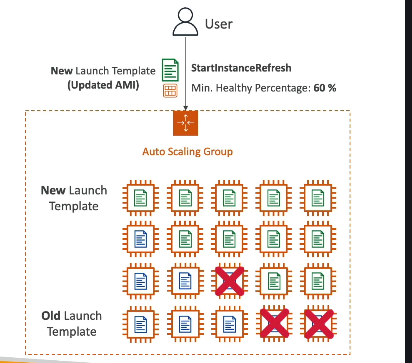 User
New Launch Template
(Updated AMI)
StartInstanceRefresh
Min. Healthy Percentage: 60 %
Auto Scaling Group
New Launch
Template
Old Launch
Template